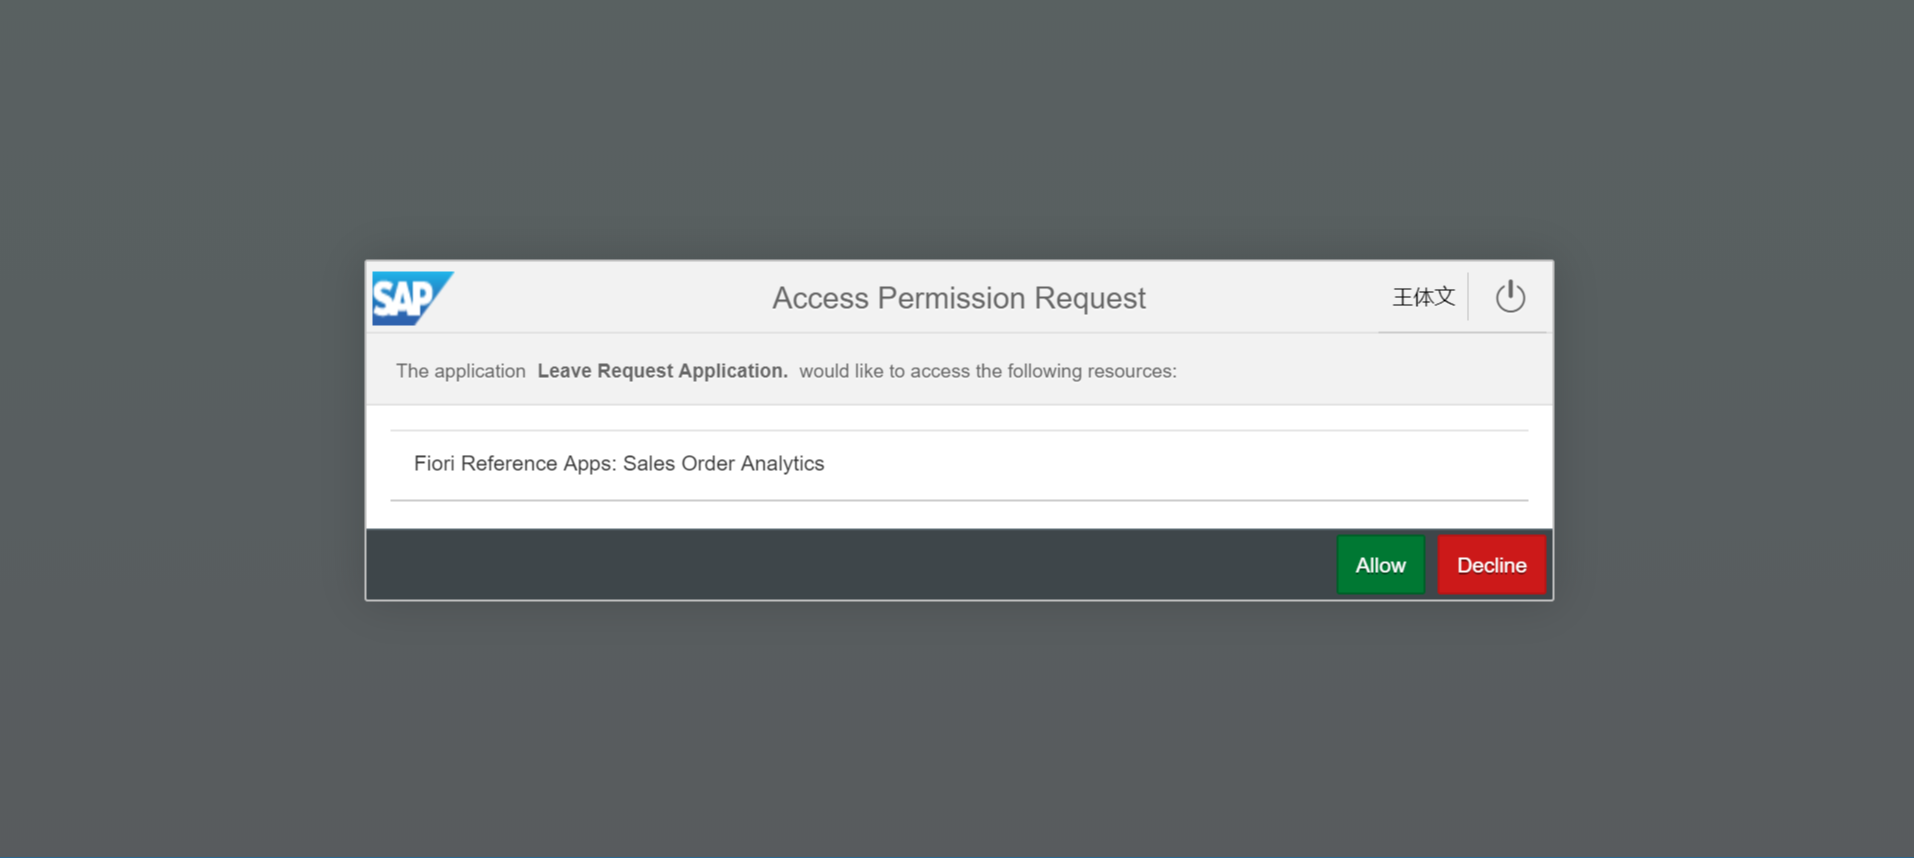 SAP
Access Permission Request
王体文
The application Leave Request Application. would like to access the following resources:
Fiori Reference Apps: Sales Order Analytics
Allow
Decline